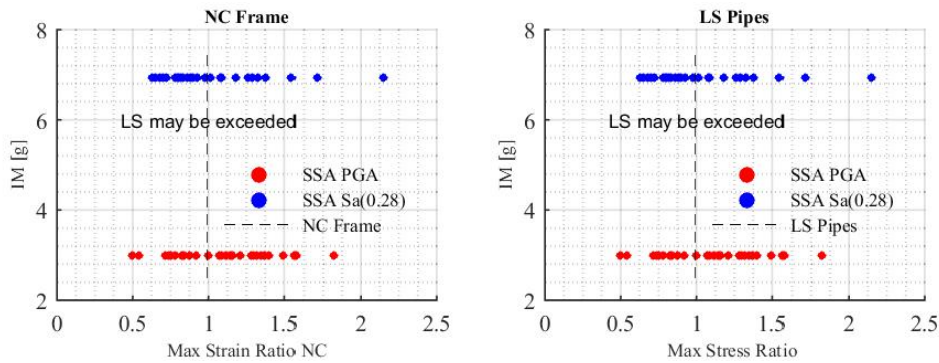 NC Frame
8
6
4
2
IM [g]
LS may be exceeded
SSA PGA
SSA Sa(0.28)
NC Frame
0 0.5 1 1.5 2 2.5
Max Strain Ratio NC
LS Pipes
8
6
4
2
IM [g]
LS may be exceeded
SSA PGA
SSA Sa(0.28)
LS Pipes
0 0.5 1 1.5 2 2.5
Max Stress Ratio